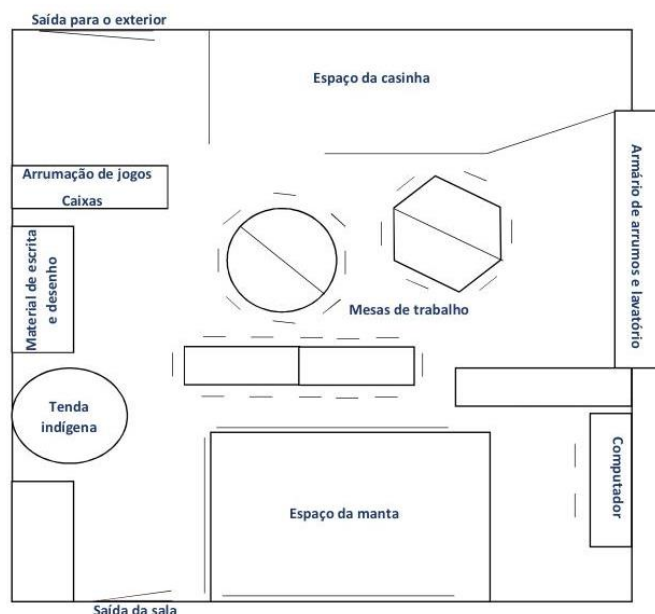 Saída para o exterior
Espaço da casinha
Arrumação de jogos
Caixas
Armário de arrumos e lavatório
Material de escrita
e desenho
Mesas de trabalho
Tenda
indígena
Computador
Espaço da manta
Saída da sala